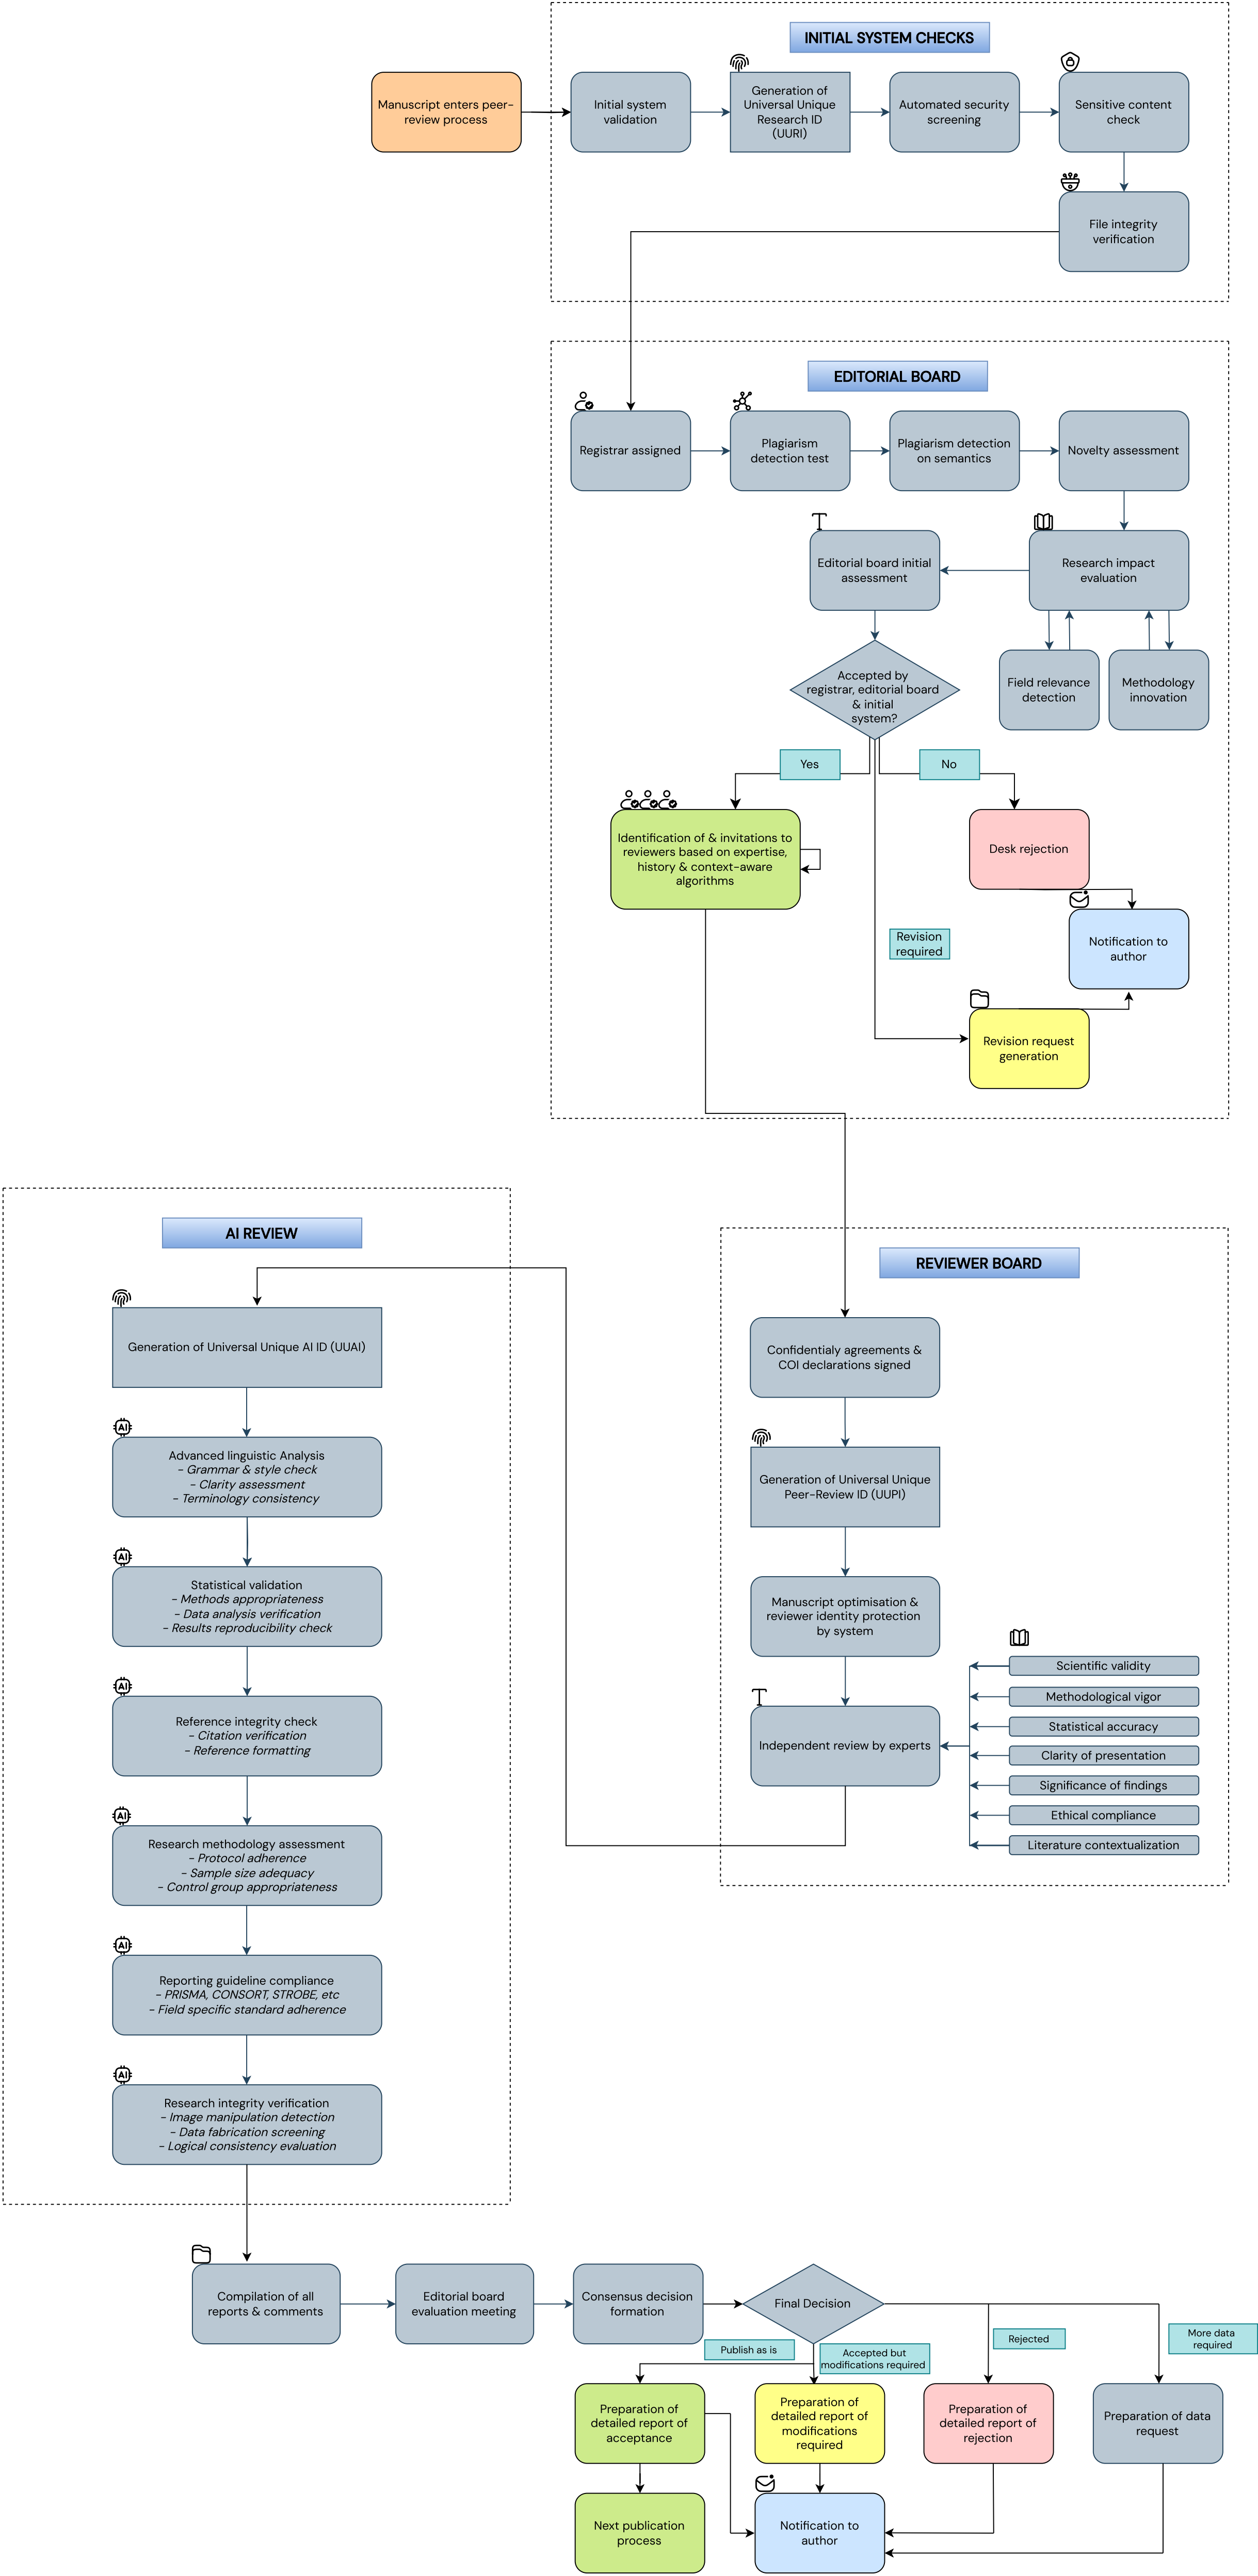 INITIAL SYSTEM CHECKS
Manuscript enters peer-
review process
Initial system
validation
Generation of
Universal Unique
Research ID
(UURI)
Automated security
screening
Sensitive content
check
File integrity
verification
EDITORIAL BOARD
Registrar assigned
Plagiarism
detection test
Plagiarism detection
on semantics
Novelty assessment
Editorial board initial
assessment
Research impact
evaluation
Accepted by
registrar, editorial board
& initial
system?
Field relevance
detection
Methodology
innovation
Yes
No
Identification of & invitations to
reviewers based on expertise,
history & context-aware
algorithms
Desk rejection
Revision
required
Notification to
author
Revision request
generation
AI REVIEW
Generation of Universal Unique AI ID (UUAI)
AI
Advanced linguistic Analysis
- Grammar & style check
- Clarity assessment
- Terminology consistency
AI
Statistical validation
- Methods appropriateness
- Data analysis verification
- Results reproducibility check
AI
Reference integrity check
- Citation verification
- Reference formatting
AI
Research methodology assessment
- Protocol adherence
- Sample size adequacy
- Control group appropriateness
AI
Reporting guideline compliance
- PRISMA, CONSORT, STROBE, etc
- Field specific standard adherence
AI
Research integrity verification
- Image manipulation detection
- Data fabrication screening
- Logical consistency evaluation
REVIEWER BOARD
Confidentialy agreements &
COI declarations signed
Generation of Universal Unique
Peer-Review ID (UUPI)
Manuscript optimisation &
reviewer identity protection
by system
Independent review by experts
Scientific validity
Methodological vigor
Statistical accuracy
Clarity of presentation
Significance of findings
Ethical compliance
Literature contextualization
Compilation of all
reports & comments
Editorial board
evaluation meeting
Consensus decision
formation
Final Decision
Publish as is
Accepted but
modifications required
Rejected
More data
required
Preparation of
detailed report of
acceptance
Preparation of
detailed report of
modifications
required
Preparation of
detailed report of
rejection
Preparation of data
request
Next publication
process
Notification to
author